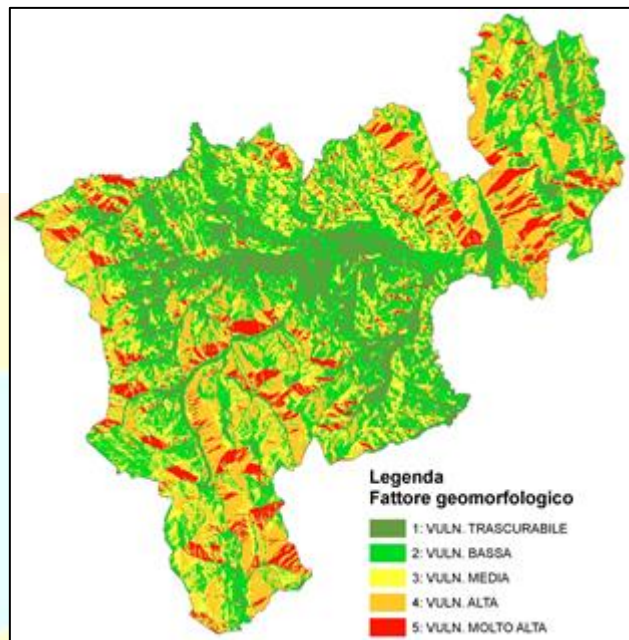 Legenda
Fattore geomorfologico
1: VULN. TRASCURABILE
2: VULN. BASSA
3: VULN. MEDIA
4: VULN. ALTA
5: VULN. MOLTO ALTA